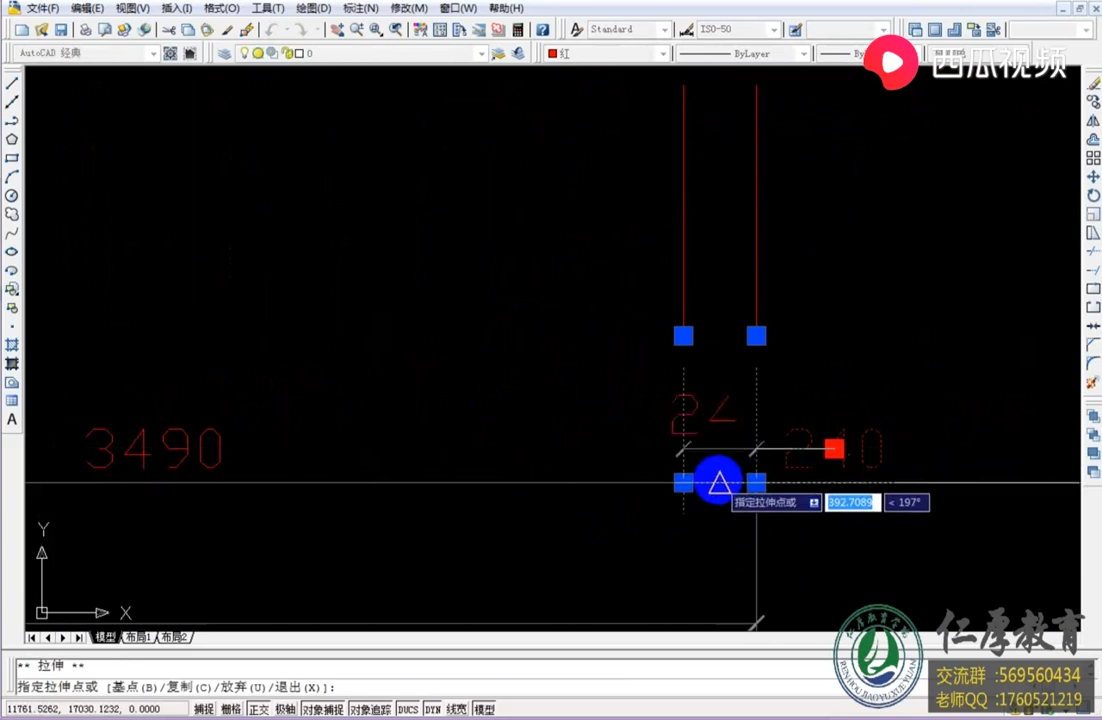 文件(F) 编辑(E) 视图(V) 插入(I) 格式(O) 工具(T) 绘图(D) 标注(N) 修改(M) 窗口(W) 帮助(H)
Standard ISO-50
AutoCAD 经典 0 红 ByLayer ByLa
西瓜视频
24
3490
240
指定拉伸点或 392.7089 < 197°
Y
X
模型 布局1 布局2
** 拉伸 **
指定拉伸点或 [基点(B)/复制(C)/放弃(U)/退出(X)]:
仁厚教育
交流群 :569560434
老师QQ :1760521219
11761.5262, 17030.1232, 0.0000 捕捉 栅格 正交 极轴 对象捕捉 对象追踪 DUCS DYN 线宽 模型